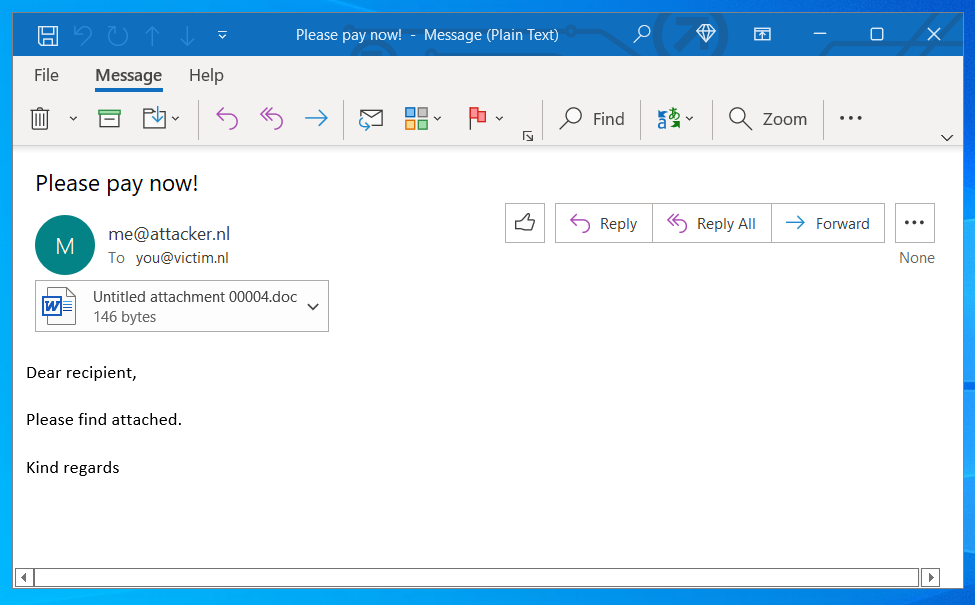 Please pay now! - Message (Plain Text)
File Message Help
Find Zoom
Please pay now!
M
me@attacker.nl
To you@victim.nl
Reply Reply All Forward
None
Untitled attachment 00004.doc
146 bytes
Dear recipient,
Please find attached.
Kind regards